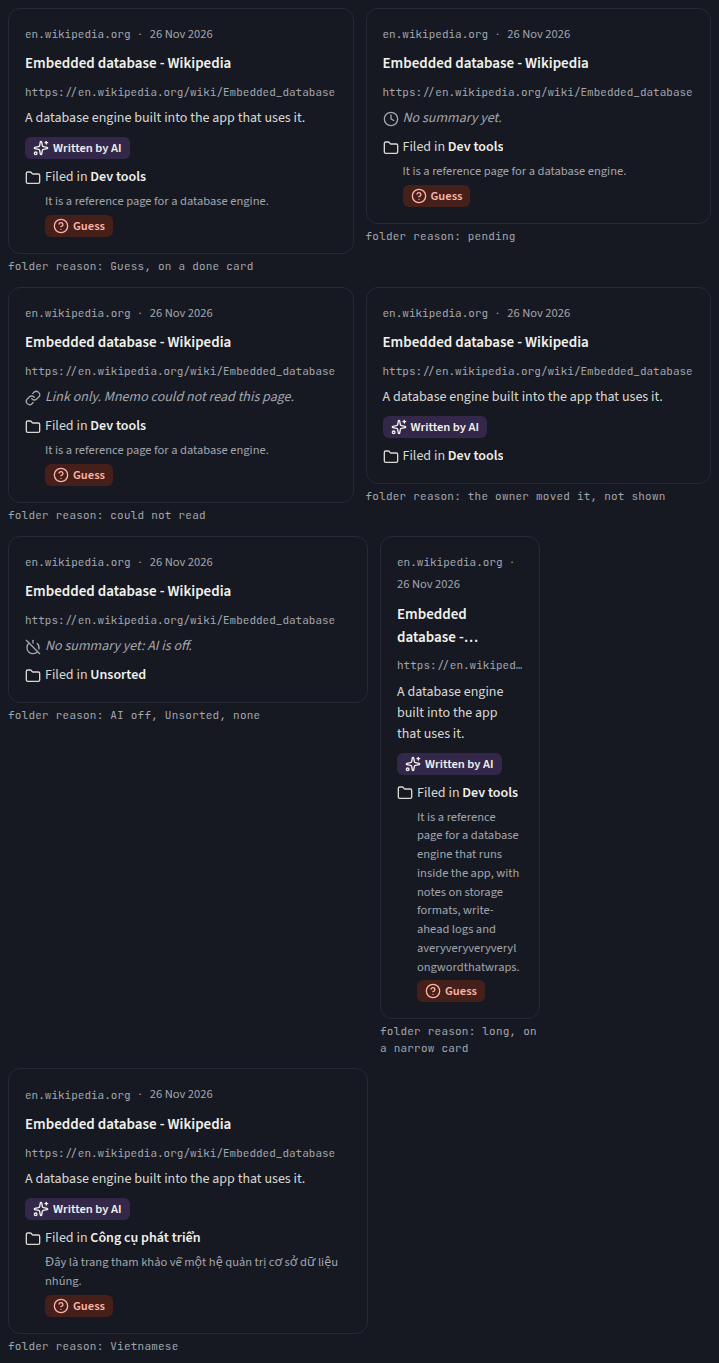 en.wikipedia.org · 26 Nov 2026
Embedded database - Wikipedia
https://en.wikipedia.org/wiki/Embedded_database
A database engine built into the app that uses it.
Written by AI
Filed in Dev tools
It is a reference page for a database engine.
Guess
folder reason: Guess, on a done card
en.wikipedia.org · 26 Nov 2026
Embedded database - Wikipedia
https://en.wikipedia.org/wiki/Embedded_database
No summary yet.
Filed in Dev tools
It is a reference page for a database engine.
Guess
folder reason: pending
en.wikipedia.org · 26 Nov 2026
Embedded database - Wikipedia
https://en.wikipedia.org/wiki/Embedded_database
Link only. Mnemo could not read this page.
Filed in Dev tools
It is a reference page for a database engine.
Guess
folder reason: could not read
en.wikipedia.org · 26 Nov 2026
Embedded database - Wikipedia
https://en.wikipedia.org/wiki/Embedded_database
A database engine built into the app that uses it.
Written by AI
Filed in Dev tools
folder reason: the owner moved it, not shown
en.wikipedia.org · 26 Nov 2026
Embedded database - Wikipedia
https://en.wikipedia.org/wiki/Embedded_database
No summary yet: AI is off.
Filed in Unsorted
folder reason: AI off, Unsorted, none
en.wikipedia.org ·
26 Nov 2026
Embedded
database -…
https://en.wikiped…
A database engine
built into the app
that uses it.
Written by AI
Filed in Dev tools
It is a reference
page for a database
engine that runs
inside the app, with
notes on storage
formats, write-
ahead logs and
averyveryveryveryl
ongwordthatwraps.
Guess
folder reason: long, on
a narrow card
en.wikipedia.org · 26 Nov 2026
Embedded database - Wikipedia
https://en.wikipedia.org/wiki/Embedded_database
A database engine built into the app that uses it.
Written by AI
Filed in Công cụ phát triển
Đây là trang tham khảo về một hệ quản trị cơ sở dữ liệu
nhúng.
Guess
folder reason: Vietnamese